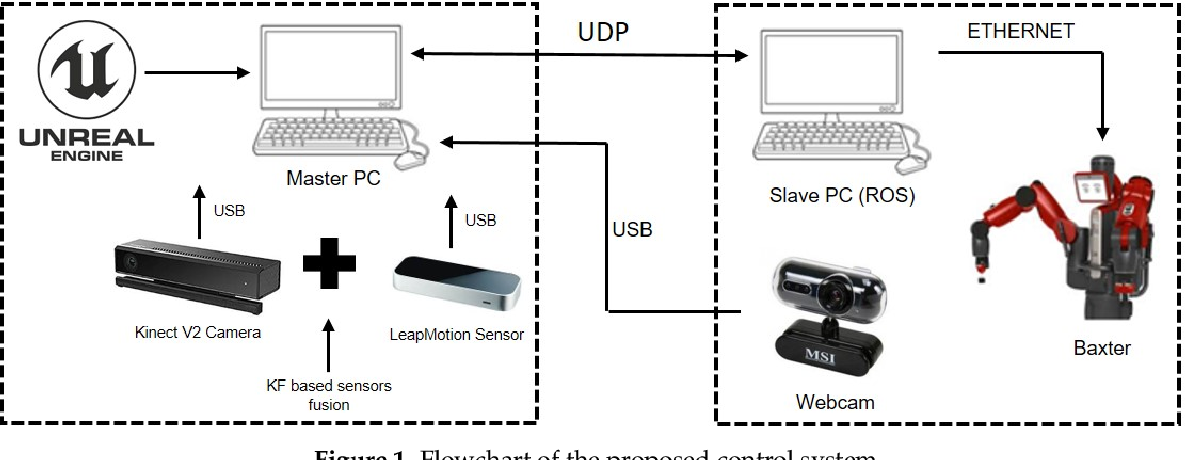 UNREAL
ENGINE
Master PC
USB
USB
Kinect V2 Camera
LeapMotion Sensor
KF based sensors
fusion
UDP
USB
ETHERNET
Slave PC (ROS)
MSI
Webcam
Baxter
Figure 1. Flowchart of the proposed control system